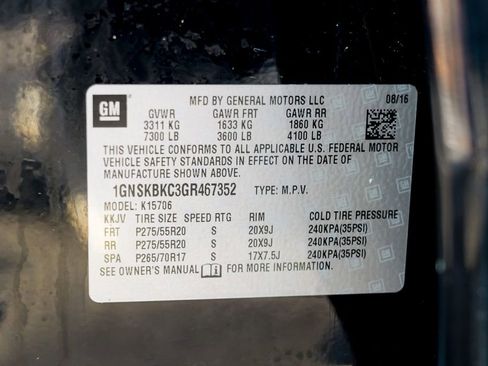 GM
MFD BY GENERAL MOTORS LLC 08/16
GVWR GAWR FRT GAWR RR
3311 KG 1633 KG 1860 KG
7300 LB 3600 LB 4100 LB
THIS VEHICLE CONFORMS TO ALL APPLICABLE U.S. FEDERAL MOTOR
VEHICLE SAFETY STANDARDS IN EFFECT ON THE DATE OF
MANUFACTURE SHOWN ABOVE.
1GNSKBKC3GR467352 TYPE: M.P.V.
MODEL: K15706
KKJV TIRE SIZE SPEED RTG RIM COLD TIRE PRESSURE
FRT P275/55R20 S 20X9J 240KPA(35PSI)
RR P275/55R20 S 20X9J 240KPA(35PSI)
SPA P265/70R17 S 17X7.5J 240KPA(35PSI)
SEE OWNER'S MANUAL FOR MORE INFORMATION.